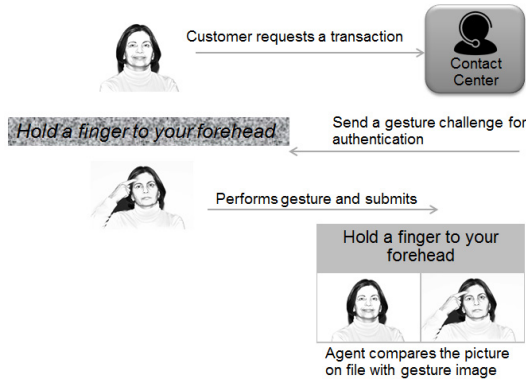 Customer requests a transaction
Contact
Center
Hold a finger to your forehead
Send a gesture challenge for
authentication
Performs gesture and submits
Hold a finger to your
forehead
Agent compares the picture
on file with gesture image